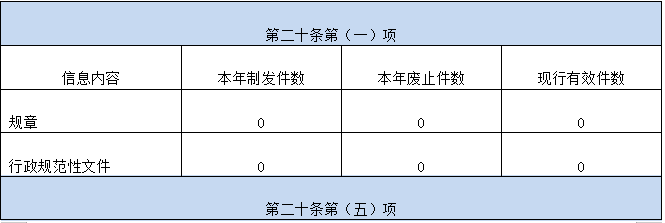 第二十条第（一）项
信息内容 本年制发件数 本年废止件数 现行有效件数
规章 0 0 0
行政规范性文件 0 0 0
第二十条第（五）项